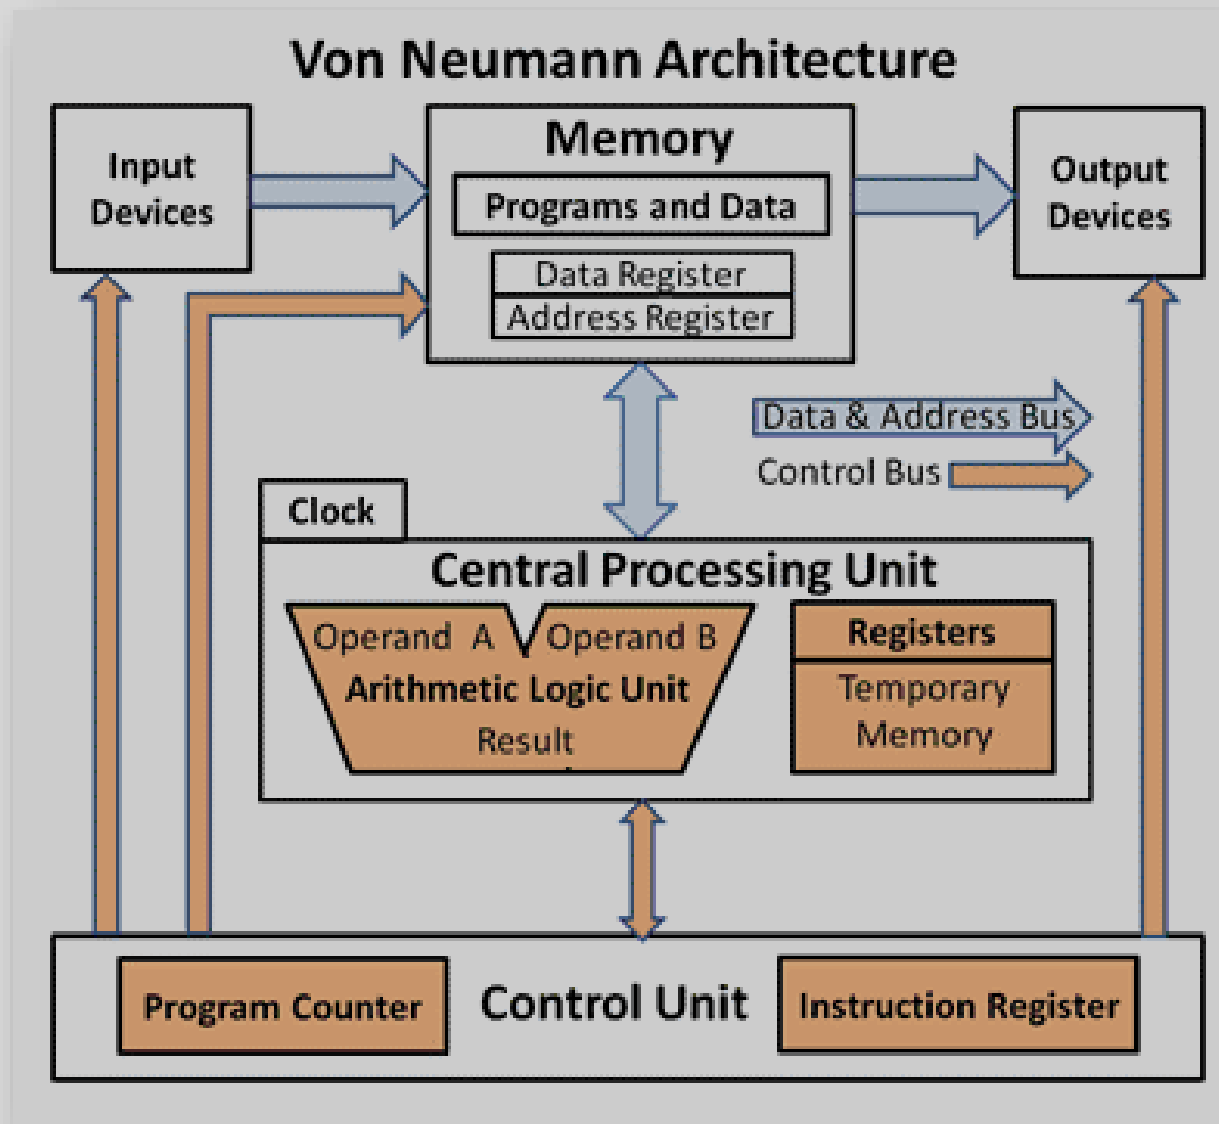 Von Neumann Architecture
Input
Devices
Memory
Programs and Data
Data Register
Address Register
Output
Devices
Data & Address Bus
Control Bus
Clock
Central Processing Unit
Operand A
Operand B
Arithmetic Logic Unit
Result
Registers
Temporary
Memory
Program Counter
Control Unit
Instruction Register